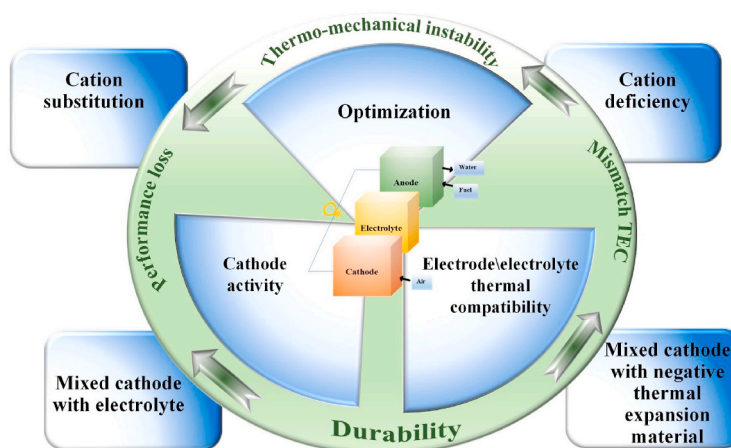 Thermo-mechanical instability
Cation
substitution
Cation
deficiency
Optimization
Performance loss
Mismatch TEC
Water
Anode
Fuel
Electrolyte
Cathode
activity
Cathode
Air
Electrode\electrolyte
thermal
compatibility
Mixed cathode
with electrolyte
Mixed cathode
with negative
thermal
expansion
material
Durability